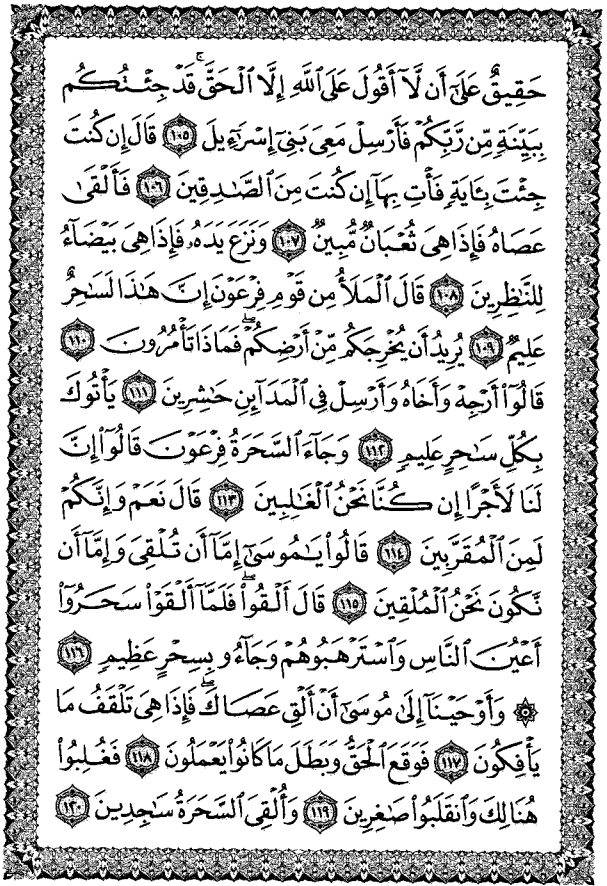 حَقِيقٌ عَلَىٰٓ أَن لَّآ أَقُولَ عَلَى ٱللَّهِ إِلَّا ٱلْحَقَّۚ قَدْ جِئْتُكُم
بِبَيِّنَةٍ مِّن رَّبِّكُمْ فَأَرْسِلْ مَعِىَ بَنِىٓ إِسْرَٰٓءِيلَ ١٠٥ قَالَ إِن كُنتَ
جِئْتَ بِـَٔايَةٍ فَأْتِ بِهَآ إِن كُنتَ مِنَ ٱلصَّـٰدِقِينَ ١٠٦ فَأَلْقَىٰ
عَصَاهُ فَإِذَا هِىَ ثُعْبَانٌ مُّبِينٌ ١٠٧ وَنَزَعَ يَدَهُۥ فَإِذَا هِىَ بَيْضَآءُ
لِلنَّـٰظِرِينَ ١٠٨ قَالَ ٱلْمَلَأُ مِن قَوْمِ فِرْعَوْنَ إِنَّ هَـٰذَا لَسَـٰحِرٌ
عَلِيمٌ ١٠٩ يُرِيدُ أَن يُخْرِجَكُم مِّنْ أَرْضِكُمْۖ فَمَاذَا تَأْمُرُونَ ١١٠
قَالُوٓا۟ أَرْجِهْ وَأَخَاهُ وَأَرْسِلْ فِى ٱلْمَدَآئِنِ حَـٰشِرِينَ ١١١ يَأْتُوكَ
بِكُلِّ سَـٰحِرٍ عَلِيمٍ ١١٢ وَجَآءَ ٱلسَّحَرَةُ فِرْعَوْنَ قَالُوٓا۟ إِنَّ
لَنَا لَأَجْرًا إِن كُنَّا نَحْنُ ٱلْغَـٰلِبِينَ ١١٣ قَالَ نَعَمْ وَإِنَّكُمْ
لَمِنَ ٱلْمُقَرَّبِينَ ١١٤ قَالُوا۟ يَـٰمُوسَىٰٓ إِمَّآ أَن تُلْقِىَ وَإِمَّآ أَن
نَّكُونَ نَحْنُ ٱلْمُلْقِينَ ١١٥ قَالَ أَلْقُوا۟ۖ فَلَمَّآ أَلْقَوْا۟ سَحَرُوٓا۟
أَعْيُنَ ٱلنَّاسِ وَٱسْتَرْهَبُوهُمْ وَجَآءُو بِسِحْرٍ عَظِيمٍ ١١٦
۞ وَأَوْحَيْنَآ إِلَىٰ مُوسَىٰٓ أَنْ أَلْقِ عَصَاكَۖ فَإِذَا هِىَ تَلْقَفُ مَا
يَأْفِكُونَ ١١٧ فَوَقَعَ ٱلْحَقُّ وَبَطَلَ مَا كَانُوا۟ يَعْمَلُونَ ١١٨ فَغُلِبُوا۟
هُنَالِكَ وَٱنقَلَبُوا۟ صَـٰغِرِينَ ١١٩ وَأُلْقِىَ ٱلسَّحَرَةُ سَـٰجِدِينَ ١٢٠